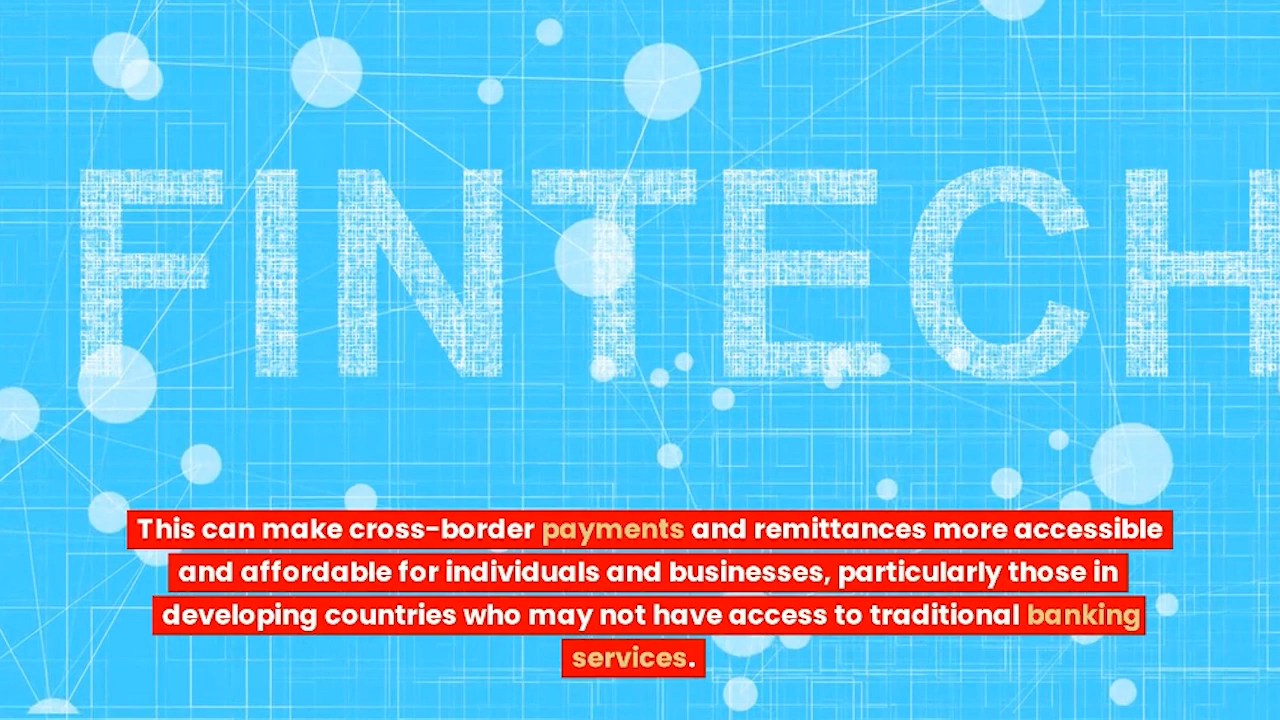 FINTECH
This can make cross-border payments and remittances more accessible
and affordable for individuals and businesses, particularly those in
developing countries who may not have access to traditional banking
services.